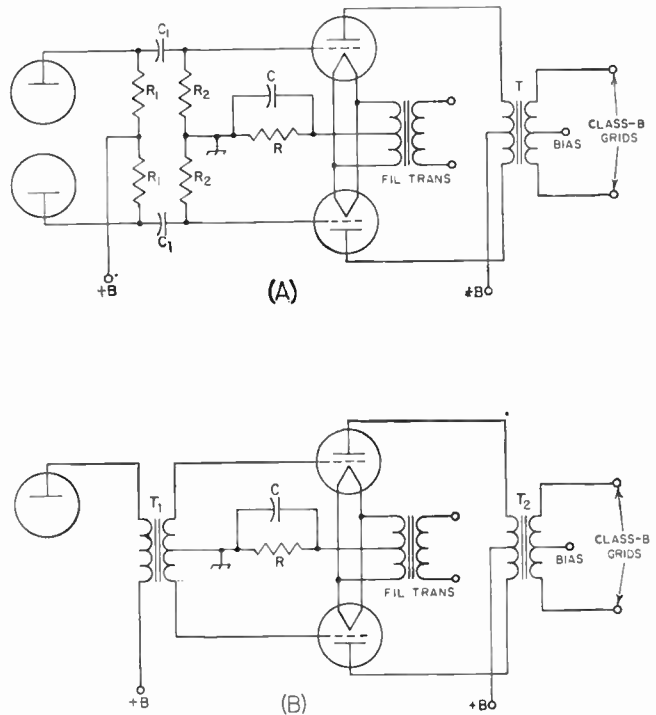 C1
R1
R2
C
R
FIL TRANS
T
CLASS-B
GRIDS
BIAS
R1
R2
C1
+B
(A)
+B
T1
C
R
FIL TRANS
T2
CLASS-B
GRIDS
BIAS
+B
(B)
+B